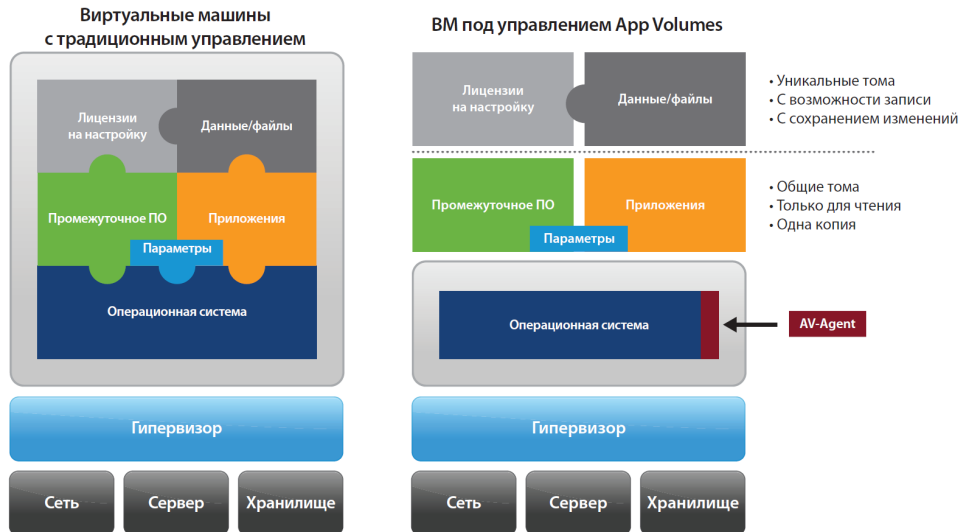 Виртуальные машины
с традиционным управлением
Лицензии
на настройку
Данные/файлы
Промежуточное ПО
Приложения
Параметры
Операционная система
Гипервизор
Сеть
Сервер
Хранилище
ВМ под управлением App Volumes
Лицензии
на настройку
Данные/файлы
• Уникальные тома
• С возможности записи
• С сохранением изменений
Промежуточное ПО
Приложения
Параметры
• Общие тома
• Только для чтения
• Одна копия
Операционная система
AV-Agent
Гипервизор
Сеть
Сервер
Хранилище